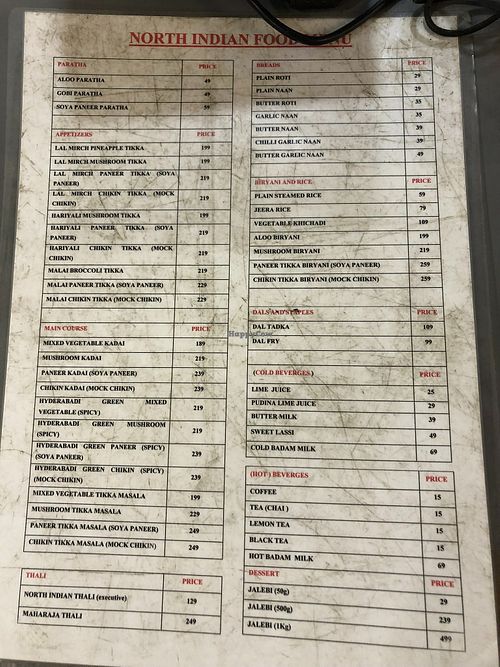 NORTH INDIAN FOOD MENU
PARATHA PRICE
ALOO PARATHA 49
GOBI PARATHA 49
SOYA PANEER PARATHA 59
APPETIZERS PRICE
LAL MIRCH PINEAPPLE TIKKA 199
LAL MIRCH MUSHROOM TIKKA 199
LAL MIRCH PANEER TIKKA (SOYA
PANEER) 219
LAL MIRCH CHIKIN TIKKA (MOCK
CHIKIN) 219
HARIYALI MUSHROOM TIKKA 199
HARIYALI PANEER TIKKA (SOYA
PANEER) 219
HARIYALI CHIKIN TIKKA (MOCK
CHIKIN) 219
MALAI BROCCOLI TIKKA 219
MALAI PANEER TIKKA (SOYA PANEER) 229
MALAI CHIKIN TIKKA (MOCK CHIKIN) 229
MAIN COURSE PRICE
MIXED VEGETABLE KADAI 189
MUSHROOM KADAI 219
PANEER KADAI (SOYA PANEER) 239
CHIKIN KADAI (MOCK CHIKIN) 239
HYDERABADI GREEN MIXED
VEGETABLE (SPICY) 219
HYDERABADI GREEN MUSHROOM
(SPICY) 219
HYDERABADI GREEN PANEER (SPICY)
(SOYA PANEER) 239
HYDERABADI GREEN CHIKIN (SPICY)
(MOCK CHIKIN) 239
MIXED VEGETABLE TIKKA MASALA 199
MUSHROOM TIKKA MASALA 229
PANEER TIKKA MASALA (SOYA PANEER) 249
CHIKIN TIKKA MASALA (MOCK CHIKIN) 249
THALI PRICE
NORTH INDIAN THALI (executive) 129
MAHARAJA THALI 249
BREADS PRICE
PLAIN ROTI 29
PLAIN NAAN 29
BUTTER ROTI 35
GARLIC NAAN 35
BUTTER NAAN 39
CHILLI GARLIC NAAN 39
BUTTER GARLIC NAAN 49
BIRYANI AND RICE PRICE
PLAIN STEAMED RICE 59
JEERA RICE 79
VEGETABLE KHICHADI 109
ALOO BIRYANI 199
MUSHROOM BIRYANI 219
PANEER TIKKA BIRYANI (SOYA PANEER) 259
CHIKIN TIKKA BIRYANI (MOCK CHIKIN) 259
DALS AND STAPLES PRICE
DAL TADKA 109
DAL FRY 99
(COLD BEVERGES) PRICE
LIME JUICE 25
PUDINA LIME JUICE 29
BUTTER MILK 39
SWEET LASSI 49
COLD BADAM MILK 69
(HOT) BEVERGES PRICE
COFFEE 15
TEA (CHAI) 15
LEMON TEA 15
BLACK TEA 15
HOT BADAM MILK 69
DESSERT PRICE
JALEBI (50g) 29
JALEBI (500g) 239
JALEBI (1Kg) 499
HappyCow